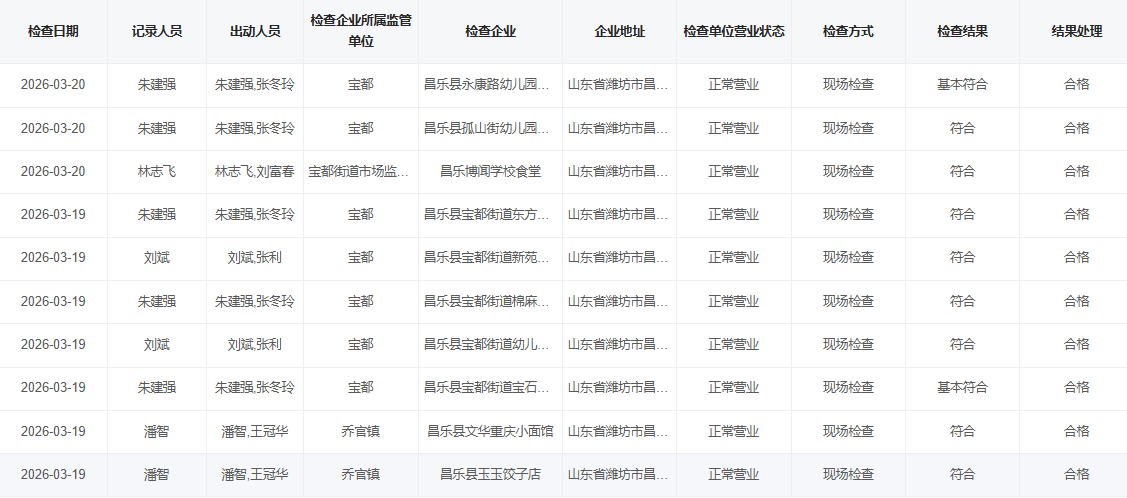 检查日期 记录人员 出动人员 检查企业所属监管单位 检查企业 企业地址 检查单位营业状态 检查方式 检查结果 结果处理
2026-03-20 朱建强 朱建强,张冬玲 宝都 昌乐县永康路幼儿园... 山东省潍坊市昌... 正常营业 现场检查 基本符合 合格
2026-03-20 朱建强 朱建强,张冬玲 宝都 昌乐县孤山街幼儿园... 山东省潍坊市昌... 正常营业 现场检查 符合 合格
2026-03-20 林志飞 林志飞,刘富春 宝都街道市场监... 昌乐博闻学校食堂 山东省潍坊市昌... 正常营业 现场检查 符合 合格
2026-03-19 朱建强 朱建强,张冬玲 宝都 昌乐县宝都街道东方... 山东省潍坊市昌... 正常营业 现场检查 符合 合格
2026-03-19 刘斌 刘斌,张利 宝都 昌乐县宝都街道新苑... 山东省潍坊市昌... 正常营业 现场检查 符合 合格
2026-03-19 朱建强 朱建强,张冬玲 宝都 昌乐县宝都街道棉麻... 山东省潍坊市昌... 正常营业 现场检查 符合 合格
2026-03-19 刘斌 刘斌,张利 宝都 昌乐县宝都街道幼儿... 山东省潍坊市昌... 正常营业 现场检查 符合 合格
2026-03-19 朱建强 朱建强,张冬玲 宝都 昌乐县宝都街道宝石... 山东省潍坊市昌... 正常营业 现场检查 基本符合 合格
2026-03-19 潘智 潘智,王冠华 乔官镇 昌乐县文华重庆小面馆 山东省潍坊市昌... 正常营业 现场检查 符合 合格
2026-03-19 潘智 潘智,王冠华 乔官镇 昌乐县玉玉饺子店 山东省潍坊市昌... 正常营业 现场检查 符合 合格